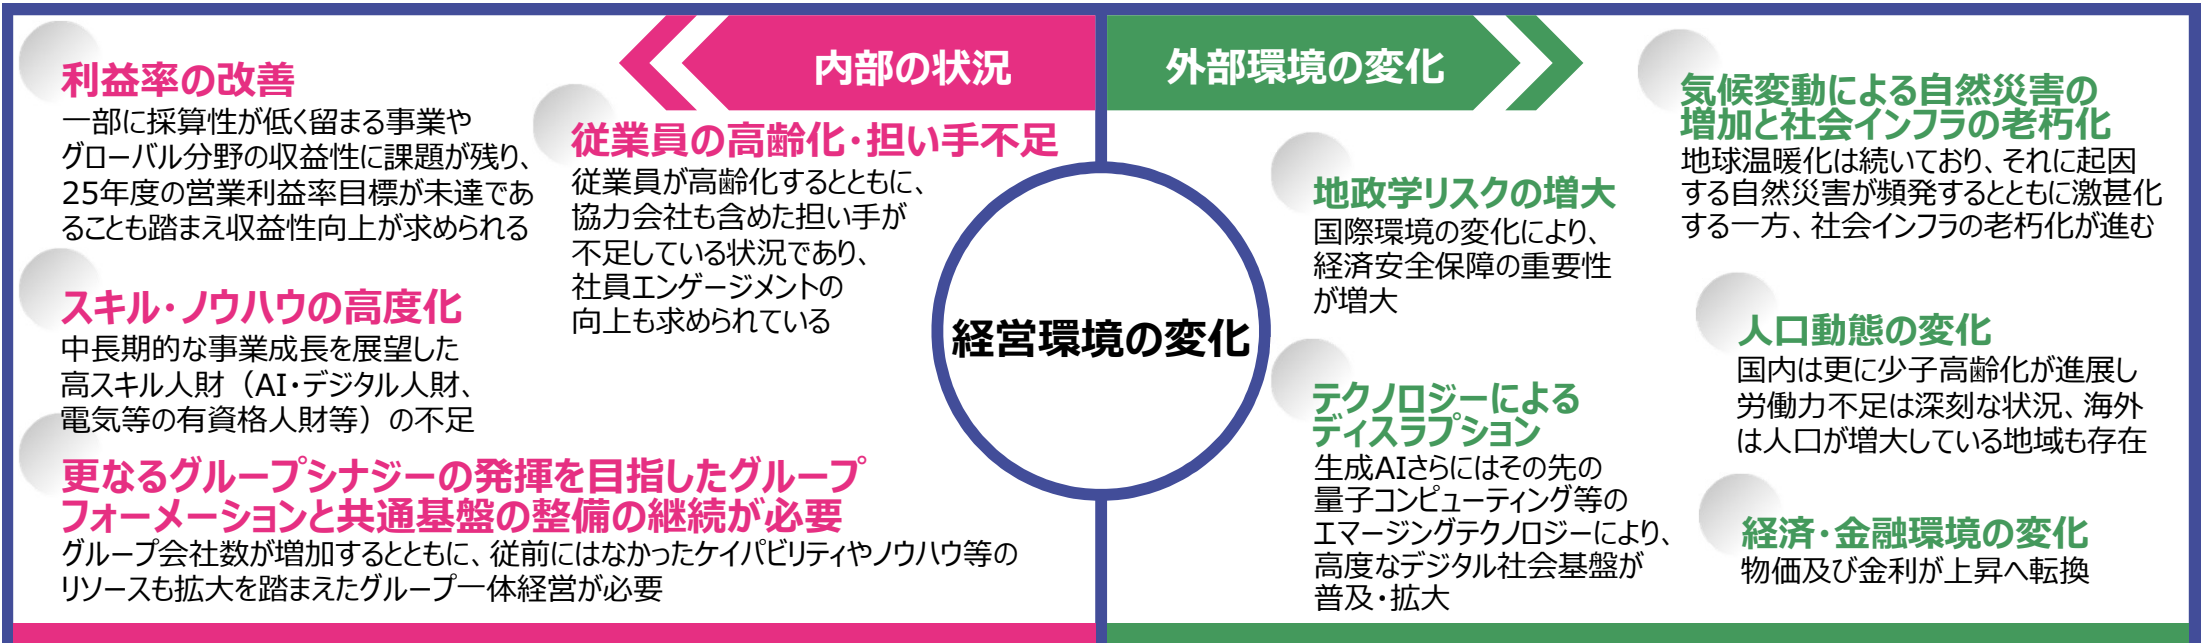 内部の状況
利益率の改善
一部に採算性が低く留まる事業や
グローバル分野の収益性に課題が残り、
25年度の営業利益率目標が未達であ
ることも踏まえ収益性向上が求められる
スキル・ノウハウの高度化
中長期的な事業成長を展望した
高スキル人財（AI・デジタル人財、
電気等の有資格人財等）の不足
従業員の高齢化・担い手不足
従業員が高齢化するとともに、
協力会社も含めた担い手が
不足している状況であり、
社員エンゲージメントの
向上も求められている
更なるグループシナジーの発揮を目指したグループ
フォーメーションと共通基盤の整備の継続が必要
グループ会社数が増加するとともに、従前にはなかったケイパビリティやノウハウ等の
リソースも拡大を踏まえたグループ一体経営が必要
経営環境の変化
外部環境の変化
地政学リスクの増大
国際環境の変化により、
経済安全保障の重要性
が増大
テクノロジーによる
ディスラプション
生成AIさらにはその先の
量子コンピューティング等の
エマージングテクノロジーにより、
高度なデジタル社会基盤が
普及・拡大
気候変動による自然災害の
増加と社会インフラの老朽化
地球温暖化は続いており、それに起因
する自然災害が頻発するとともに激甚化
する一方、社会インフラの老朽化が進む
人口動態の変化
国内は更に少子高齢化が進展し
労働力不足は深刻な状況、海外
は人口が増大している地域も存在
経済・金融環境の変化
物価及び金利が上昇へ転換